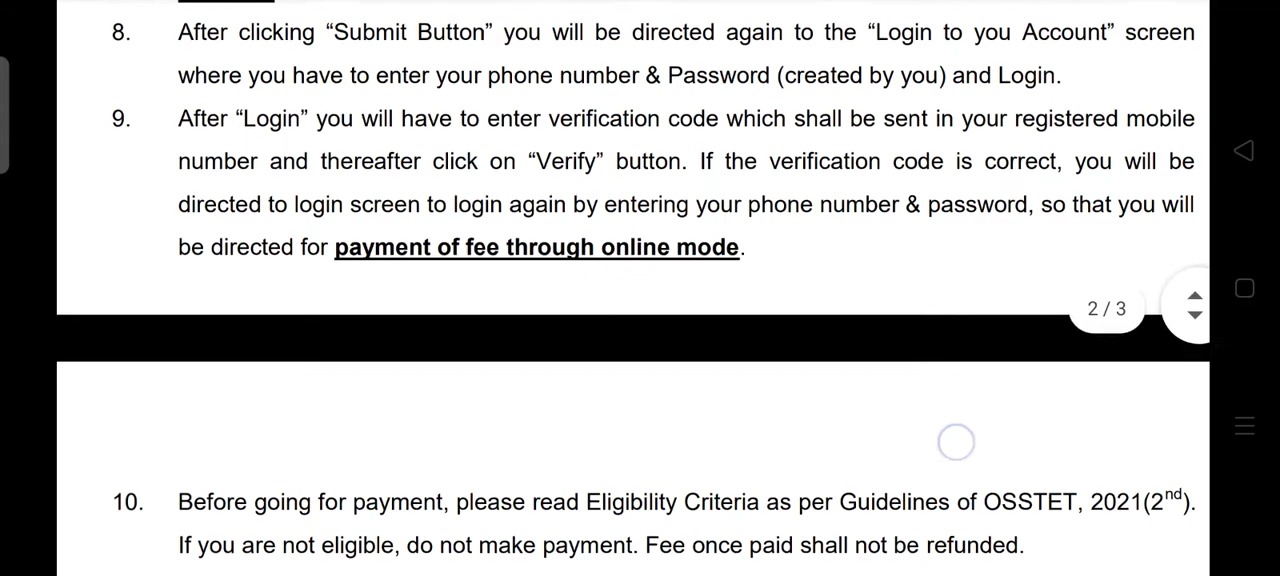 8. After clicking “Submit Button” you will be directed again to the “Login to you Account” screen
where you have to enter your phone number & Password (created by you) and Login.
9. After “Login” you will have to enter verification code which shall be sent in your registered mobile
number and thereafter click on “Verify” button. If the verification code is correct, you will be
directed to login screen to login again by entering your phone number & password, so that you will
be directed for payment of fee through online mode.
2 / 3
10. Before going for payment, please read Eligibility Criteria as per Guidelines of OSSTET, 2021(2nd).
If you are not eligible, do not make payment. Fee once paid shall not be refunded.